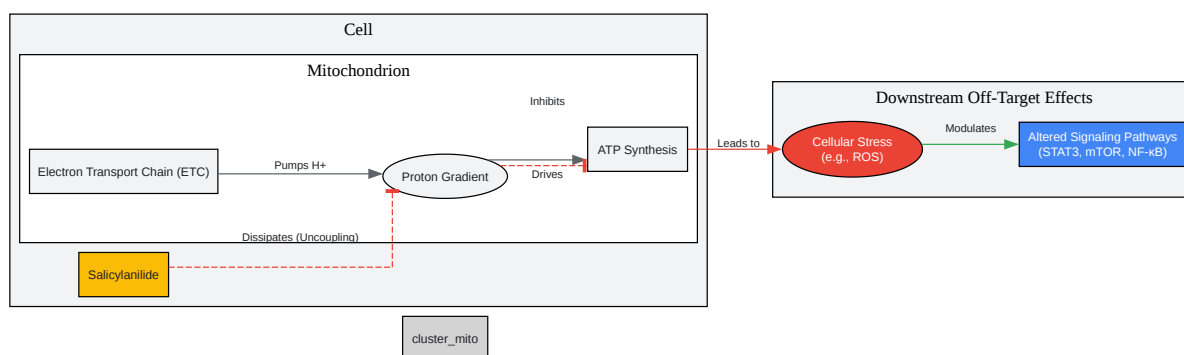 Cell
Mitochondrion
Inhibits
Electron Transport Chain (ETC)
Pumps H+
Proton Gradient
Drives
ATP Synthesis
Dissipates (Uncoupling)
Salicylanilide
cluster_mito
Leads to
Downstream Off-Target Effects
Cellular Stress
(e.g., ROS)
Modulates
Altered Signaling Pathways
(STAT3, mTOR, NF-κB)